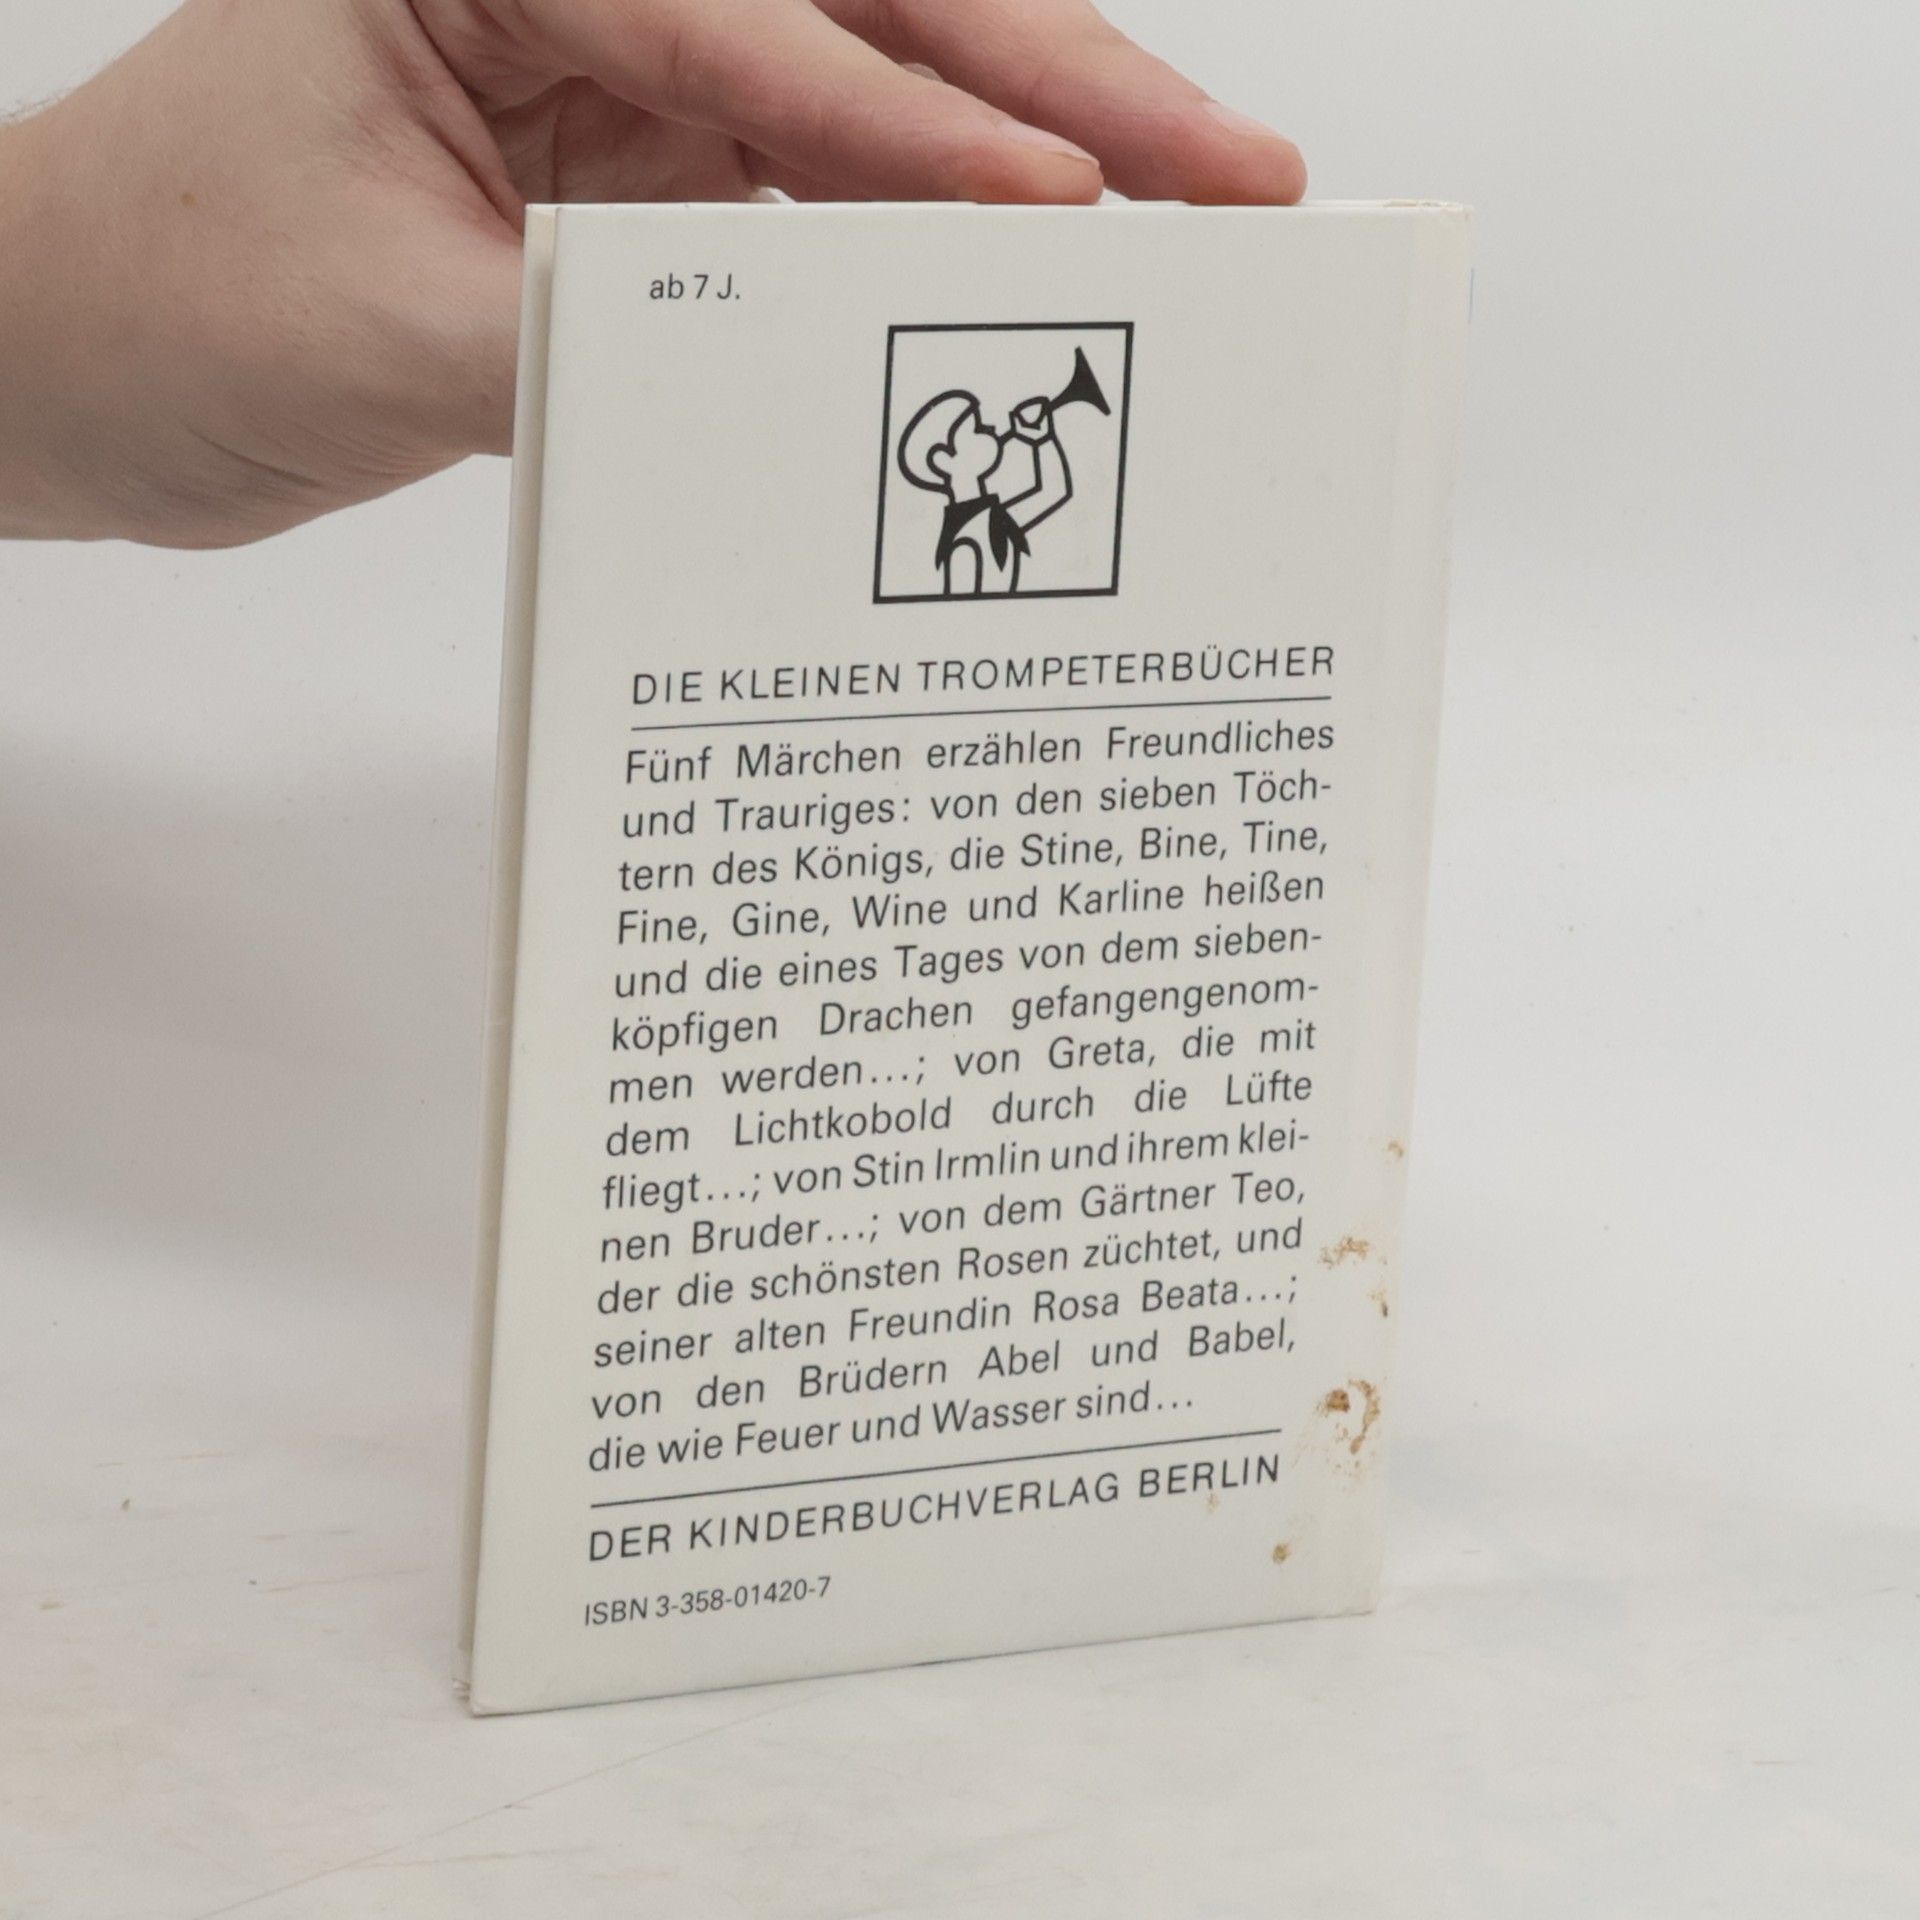 ab 7 J.
DIE KLEINEN TROMPETERBÜCHER
Fünf Märchen erzählen Freundliches
und Trauriges: von den sieben Töch-
tern des Königs, die Stine, Bine, Tine,
Fine, Gine, Wine und Karline heißen
und die eines Tages von dem sieben-
köpfigen Drachen gefangengenom-
men werden...; von Greta, die mit
dem Lichtkobold durch die Lüfte
fliegt...; von Stin Irmlin und ihrem klei-
nen Bruder...; von dem Gärtner Teo,
der die schönsten Rosen züchtet, und
seiner alten Freundin Rosa Beata...;
von den Brüdern Abel und Babel,
die wie Feuer und Wasser sind...
DER KINDERBUCHVERLAG BERLIN
ISBN 3-358-01420-7